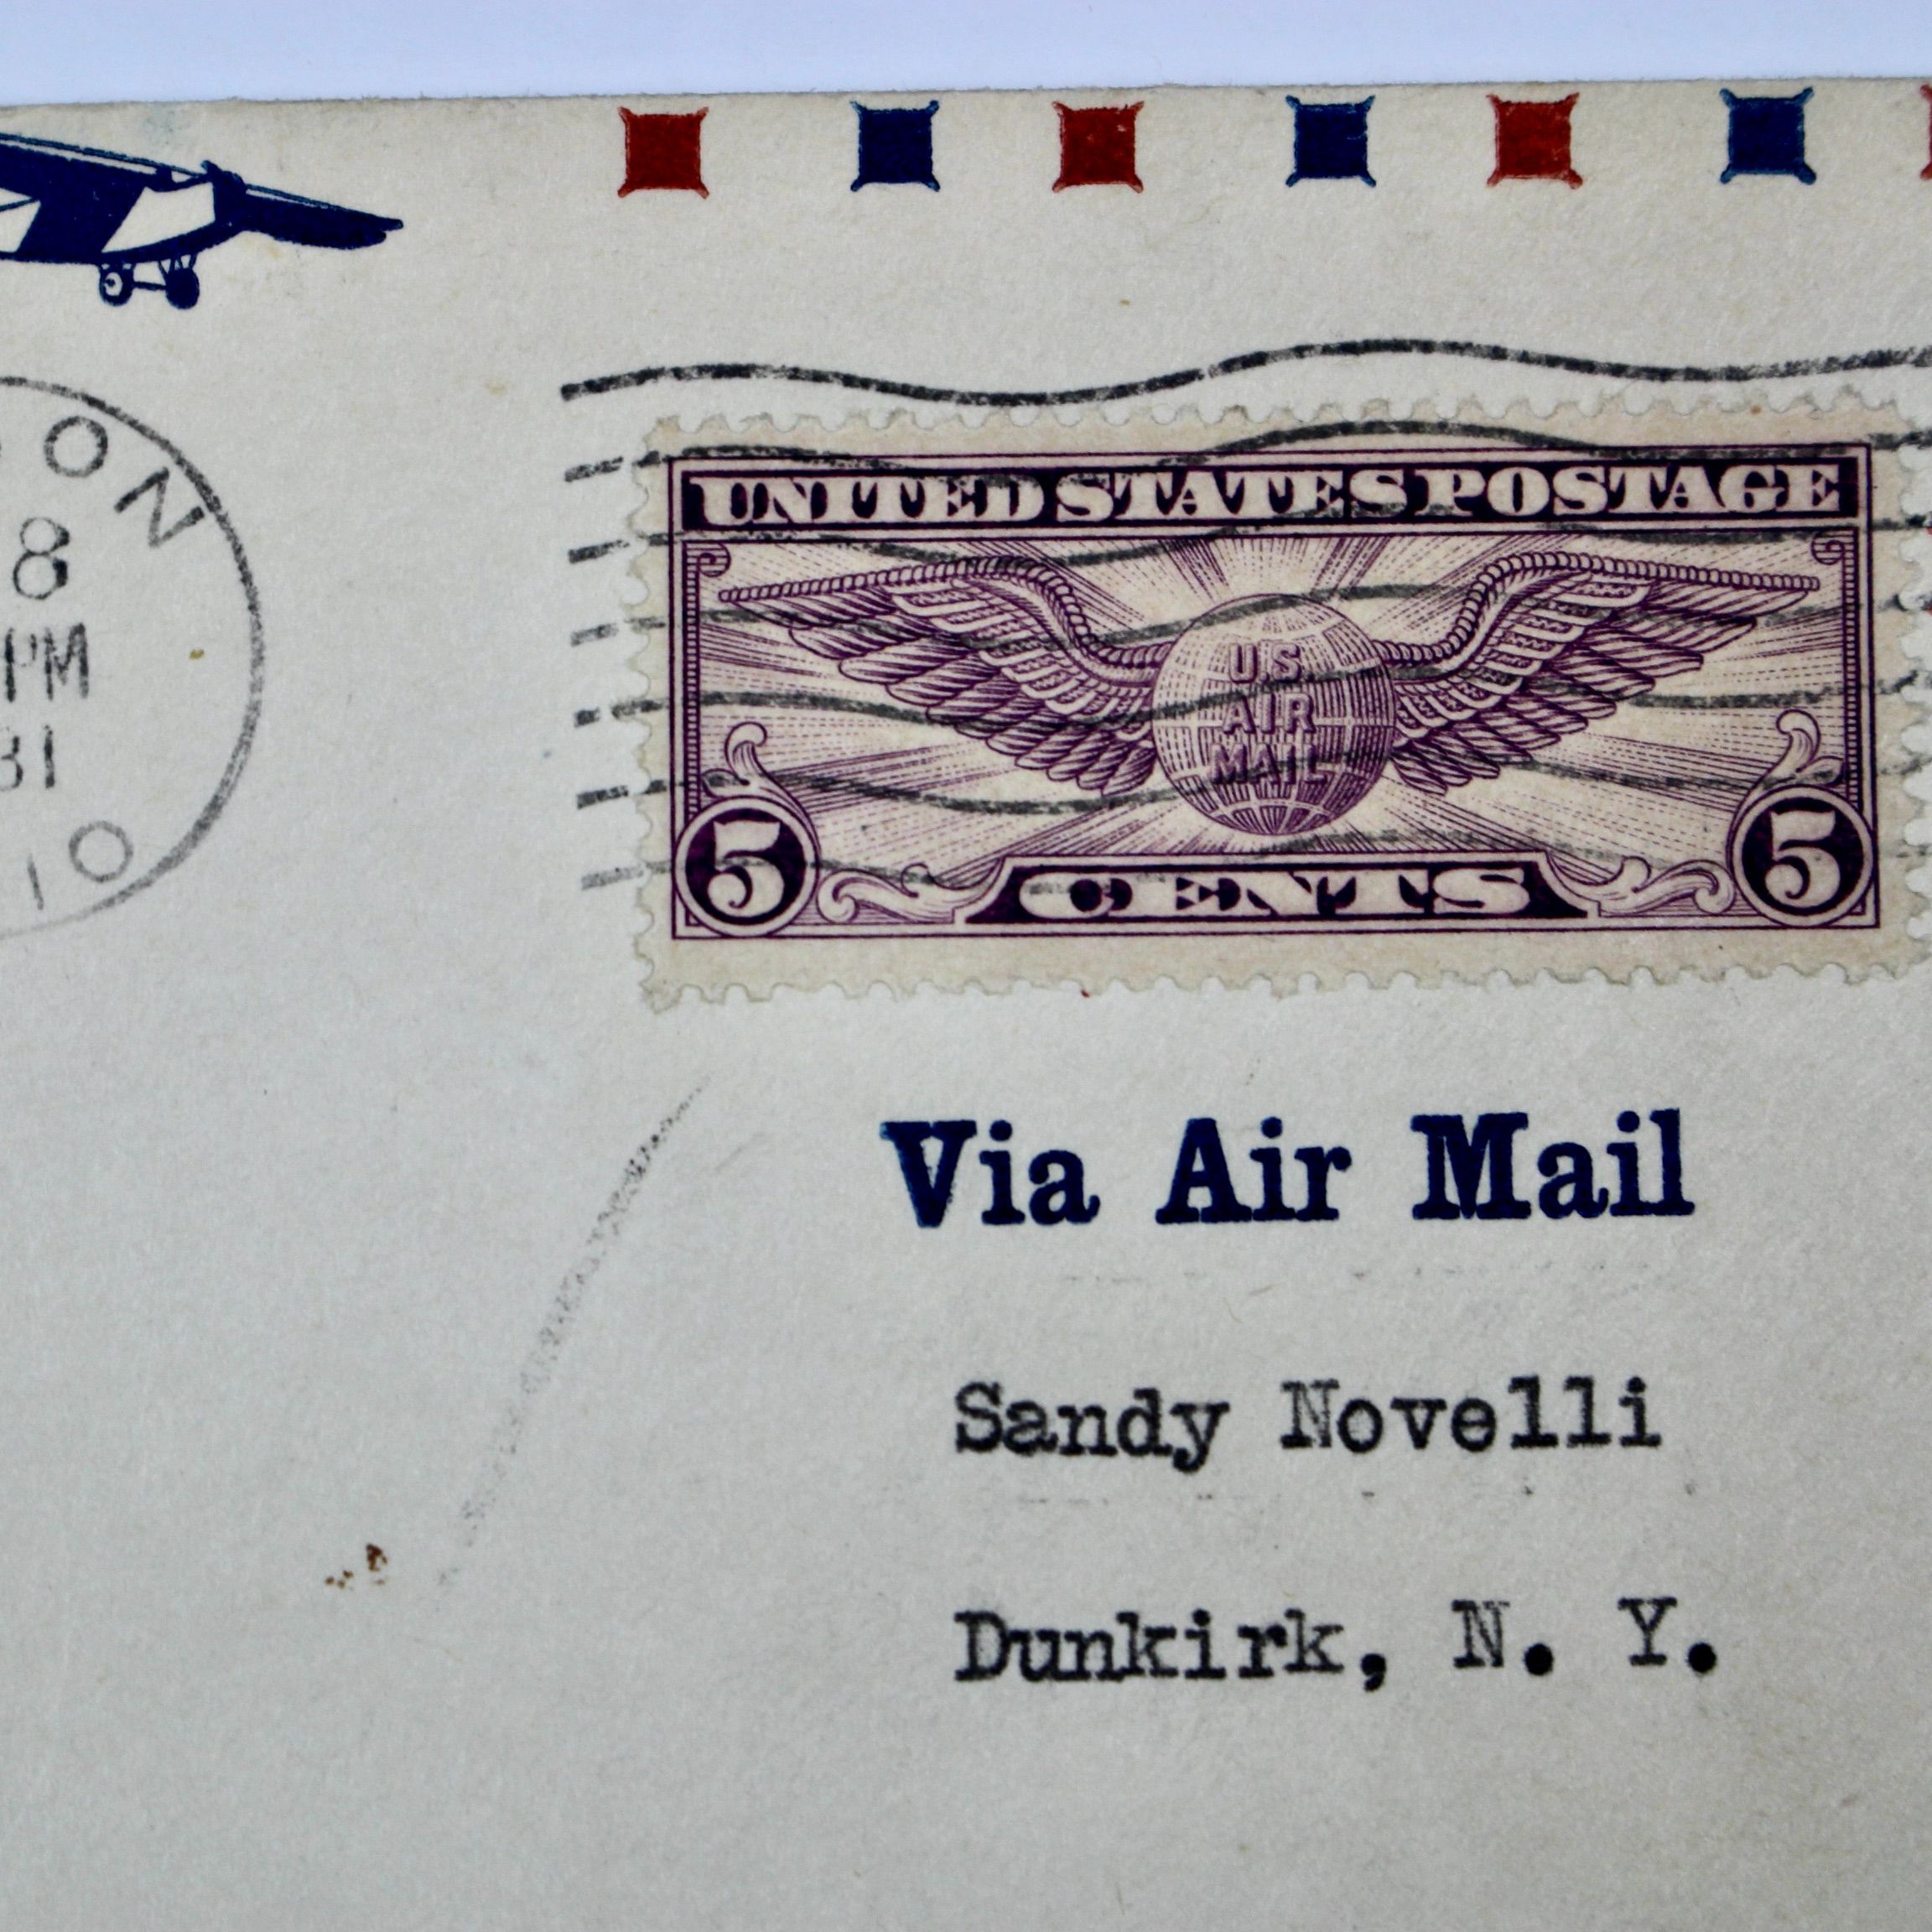 ON
8
PM
31
IO
UNITED STATES POSTAGE
U.S.
AIR
MAIL
5 CENTS 5
Via Air Mail
Sandy Novelli
Dunkirk, N. Y.